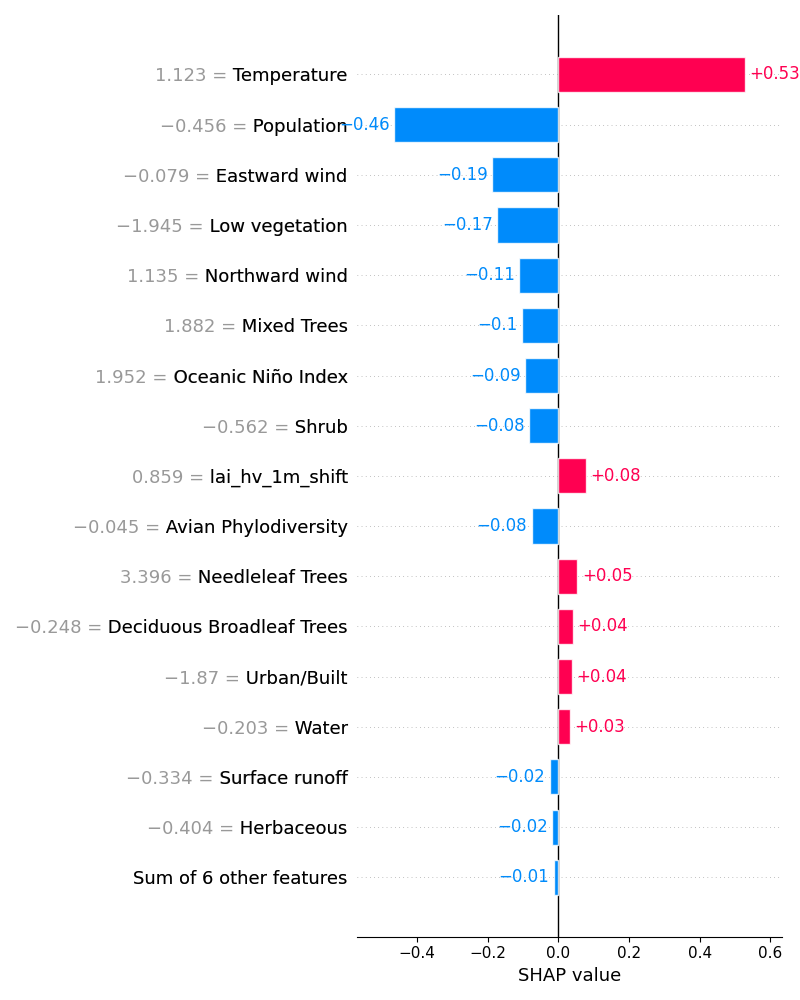 1.123 = Temperature +0.53
−0.456 = Population −0.46
−0.079 = Eastward wind −0.19
−1.945 = Low vegetation −0.17
1.135 = Northward wind −0.11
1.882 = Mixed Trees −0.1
1.952 = Oceanic Niño Index −0.09
−0.562 = Shrub −0.08
0.859 = lai_hv_1m_shift +0.08
−0.045 = Avian Phylodiversity −0.08
3.396 = Needleleaf Trees +0.05
−0.248 = Deciduous Broadleaf Trees +0.04
−1.87 = Urban/Built +0.04
−0.203 = Water +0.03
−0.334 = Surface runoff −0.02
−0.404 = Herbaceous −0.02
Sum of 6 other features −0.01
−0.4 −0.2 0.0 0.2 0.4 0.6
SHAP value